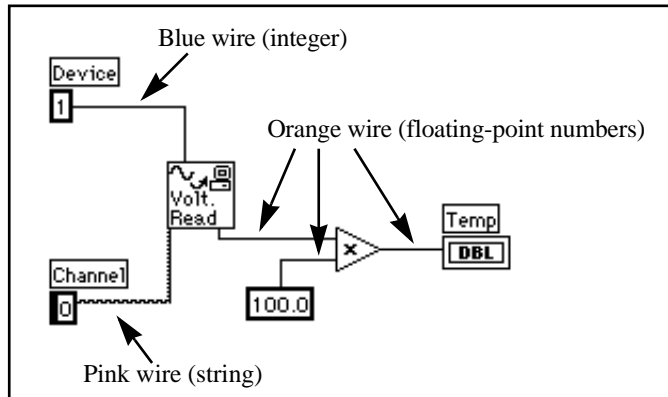 Blue wire (integer)
Device
1
Orange wire (floating-point numbers)
Volt.
Read
Temp
x
DBL
Channel
0
100.0
Pink wire (string)